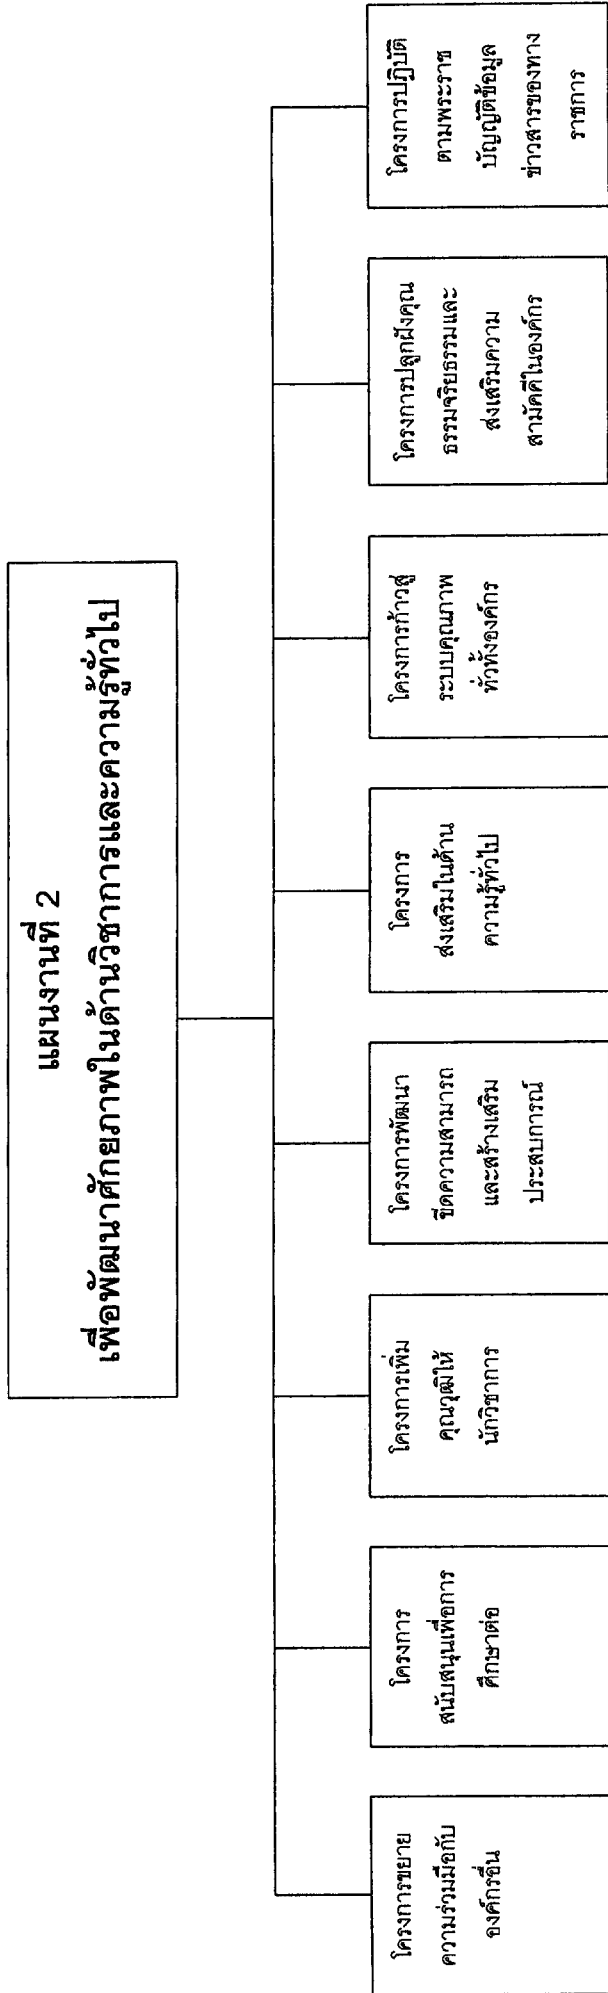 แผนงานที่ 2
เพื่อพัฒนาศักยภาพในด้านวิชาการและความรู้ทั่วไป
โครงการขยาย
ความร่วมมือกับ
องค์กรอื่น
โครงการ
สนับสนุนเพื่อการ
ศึกษาต่อ
โครงการเพิ่ม
คุณวุฒิให้
นักวิชาการ
โครงการพัฒนา
ขีดความสามารถ
และสร้างเสริม
ประสบการณ์
โครงการ
ส่งเสริมในด้าน
ความรู้ทั่วไป
โครงการก้าวสู่
ระบบคุณภาพ
ทั่วทั้งองค์กร
โครงการปลูกฝังคุณ
ธรรมจริยธรรมและ
ส่งเสริมความ
สามัคคีในองค์กร
โครงการปฏิบัติ
ตามพระราช
บัญญัติข้อมูล
ข่าวสารของทาง
ราชการ